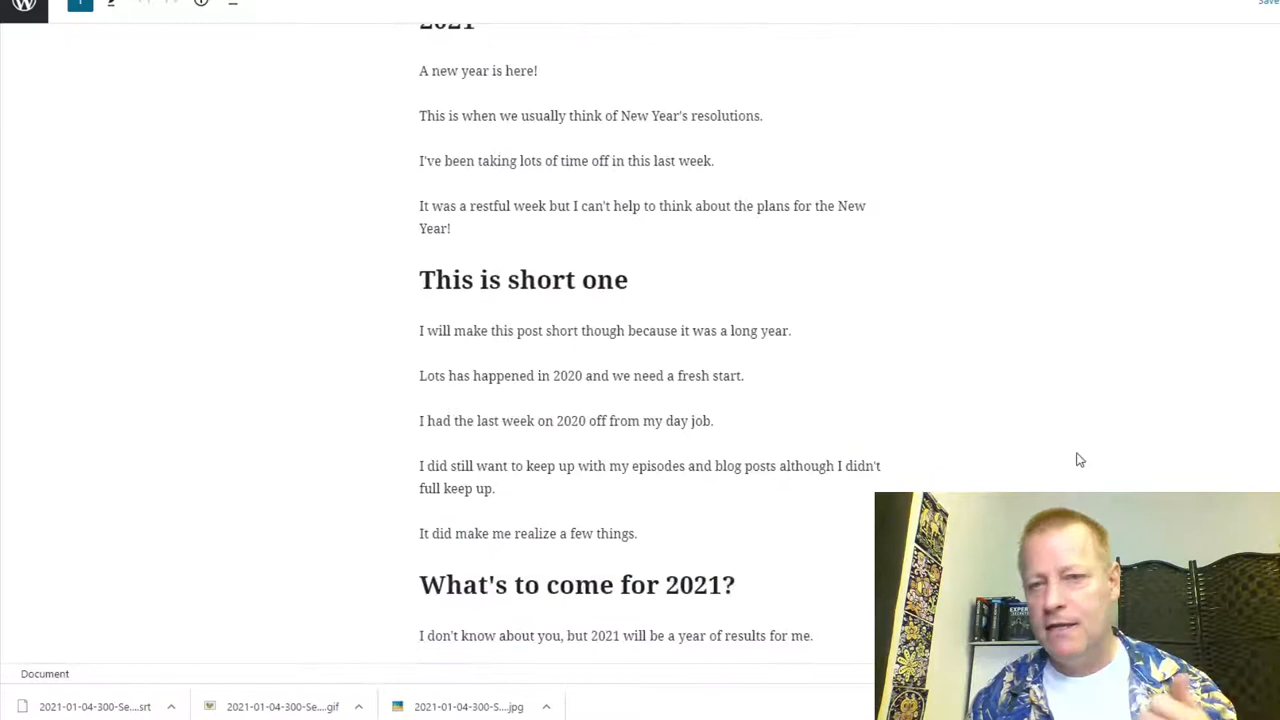 Save
2021
A new year is here!
This is when we usually think of New Year's resolutions.
I've been taking lots of time off in this last week.
It was a restful week but I can't help to think about the plans for the New
Year!
This is short one
I will make this post short though because it was a long year.
Lots has happened in 2020 and we need a fresh start.
I had the last week on 2020 off from my day job.
I did still want to keep up with my episodes and blog posts although I didn't
full keep up.
It did make me realize a few things.
What's to come for 2021?
I don't know about you, but 2021 will be a year of results for me.
EXPERT
SECRETS
Document
2021-01-04-300-Se....srt
2021-01-04-300-Se....gif
2021-01-04-300-S....jpg